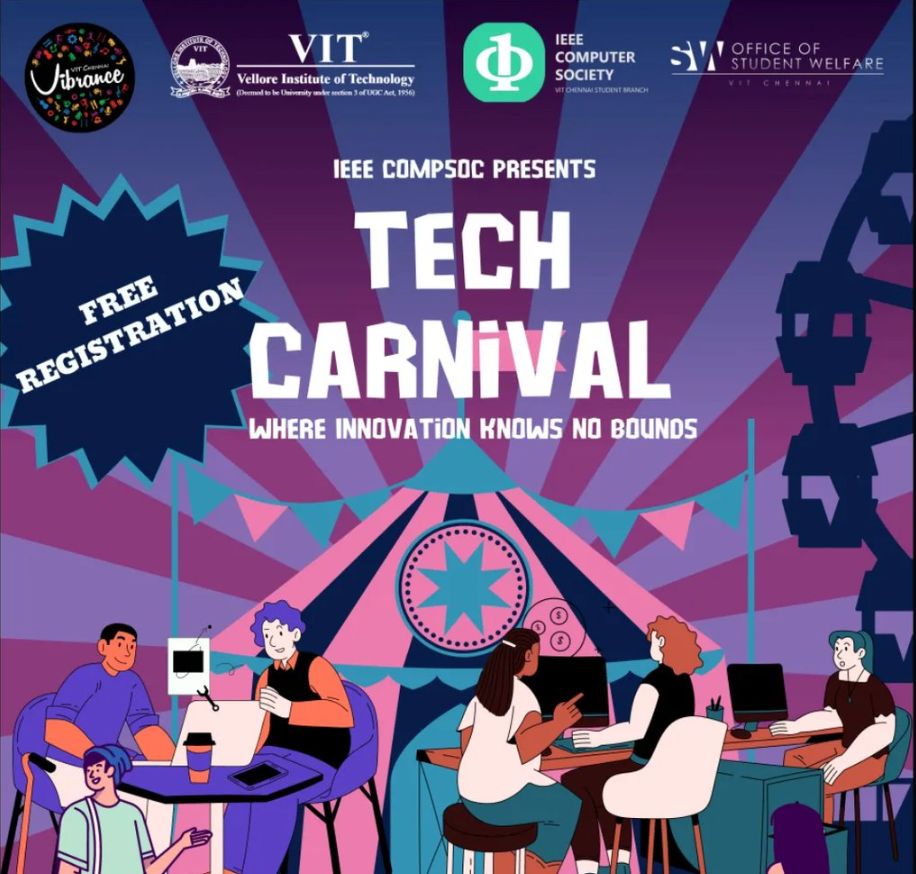 VIT CHENNAI
Vibrance
VIT
VIT®
Vellore Institute of Technology
(Deemed to be University under section 3 of UGC Act, 1956)
IEEE
COMPUTER
SOCIETY
VIT CHENNAI STUDENT BRANCH
SW
OFFICE OF
STUDENT WELFARE
VIT CHENNAI
IEEE COMPSOC PRESENTS
TECH
CARNIVAL
WHERE INNOVATION KNOWS NO BOUNDS
FREE
REGISTRATION